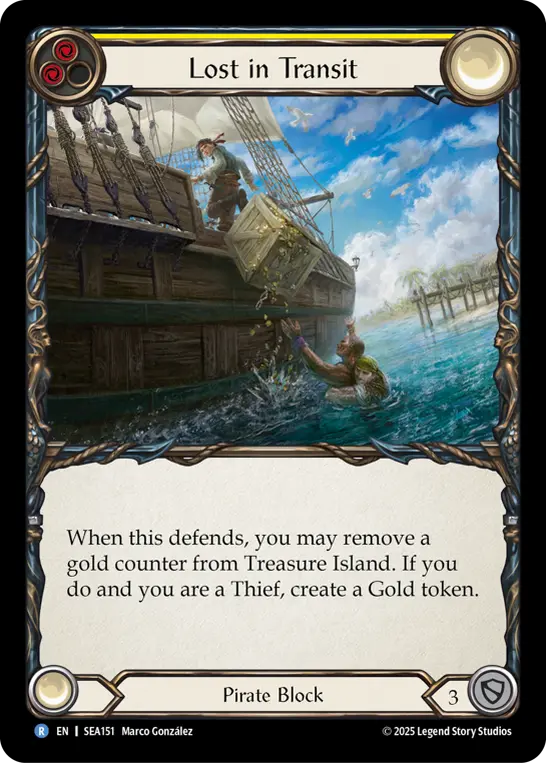 Lost in Transit
When this defends, you may remove a
gold counter from Treasure Island. If you
do and you are a Thief, create a Gold token.
Pirate Block
3
R EN | SEA151 Marco González
© 2025 Legend Story Studios